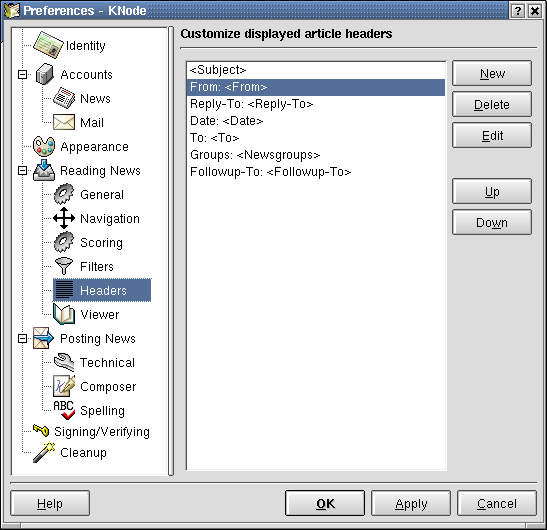 Preferences - KNode
Identity
Accounts
News
Mail
Appearance
Reading News
General
Navigation
Scoring
Filters
Headers
Viewer
Posting News
Technical
Composer
ABC Spelling
Signing/Verifying
Cleanup
Customize displayed article headers
<Subject>
From: <From>
Reply-To: <Reply-To>
Date: <Date>
To: <To>
Groups: <Newsgroups>
Followup-To: <Followup-To>
New
Delete
Edit
Up
Down
Help
OK
Apply
Cancel